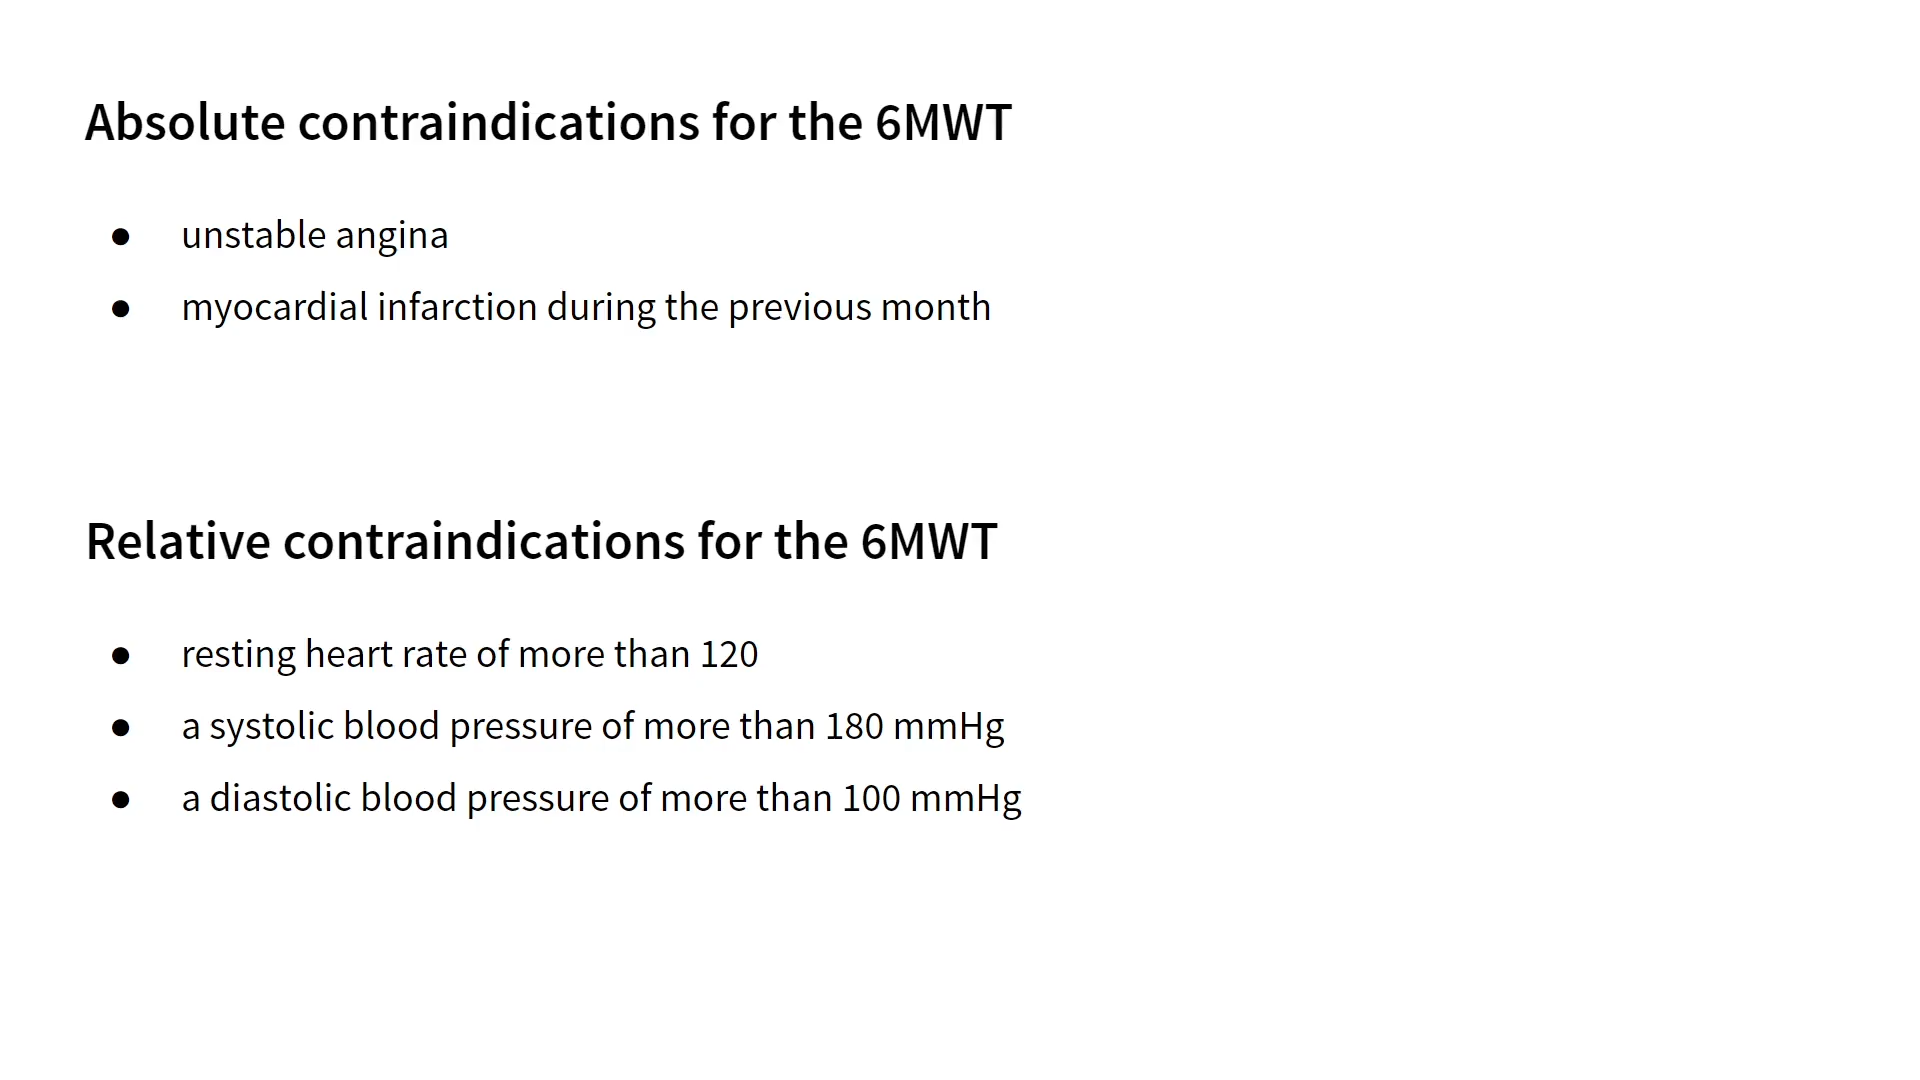 Absolute contraindications for the 6MWT
● unstable angina
● myocardial infarction during the previous month
Relative contraindications for the 6MWT
● resting heart rate of more than 120
● a systolic blood pressure of more than 180 mmHg
● a diastolic blood pressure of more than 100 mmHg